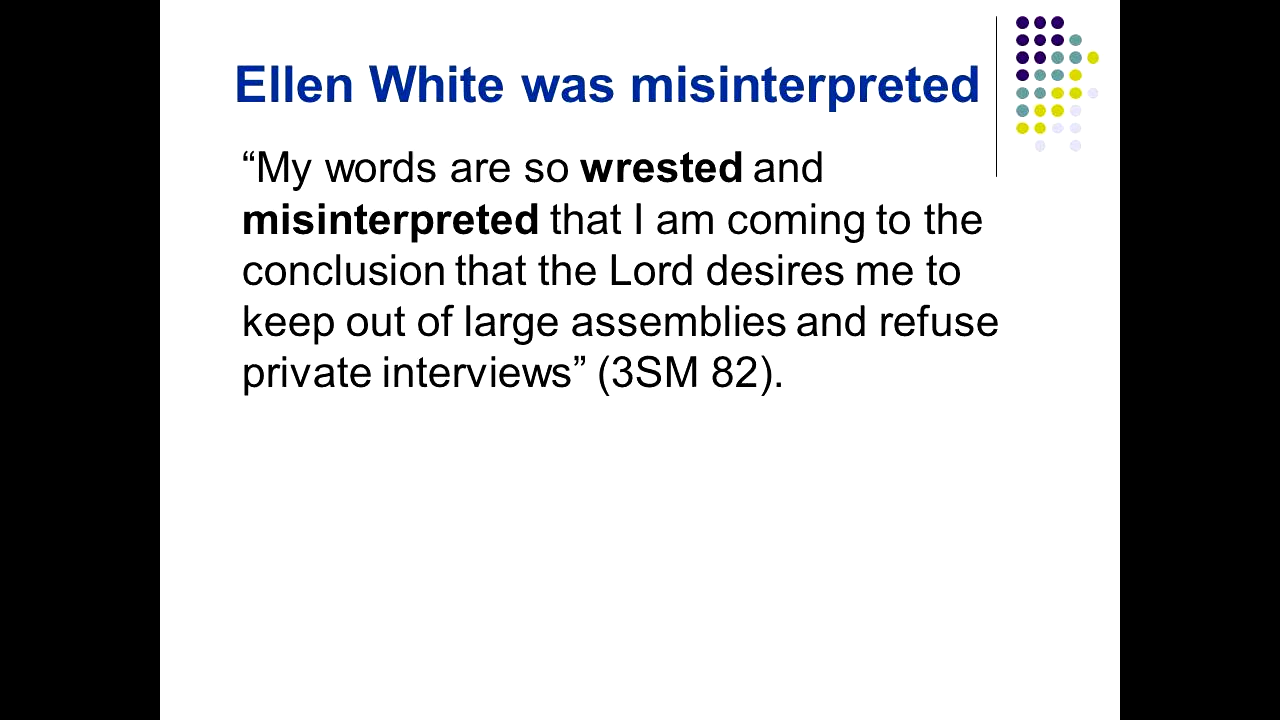 Ellen White was misinterpreted
“My words are so wrested and
misinterpreted that I am coming to the
conclusion that the Lord desires me to
keep out of large assemblies and refuse
private interviews” (3SM 82).